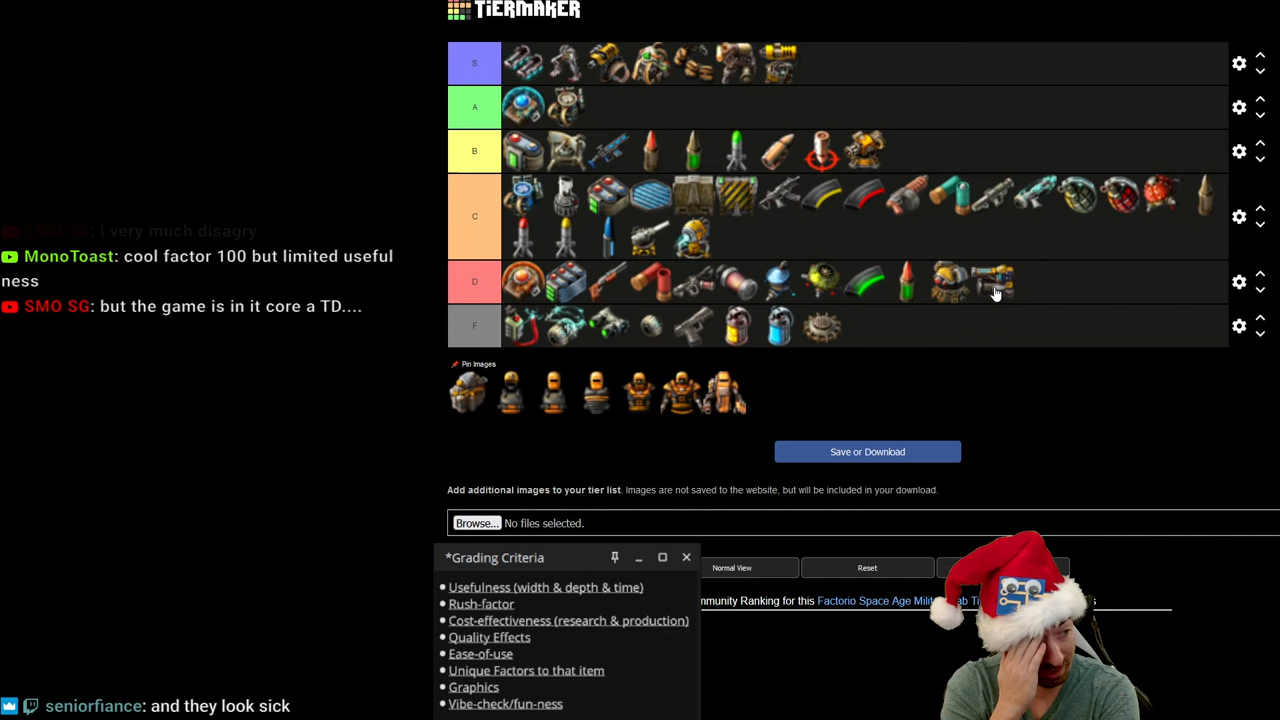 TiERMAKER
S
A
B
C
D
F
SMO SG: i very much disagry
MonoToast: cool factor 100 but limited useful
ness
SMO SG: but the game is in it core a TD....
📌 Pin Images
Save or Download
Add additional images to your tier list. Images are not saved to the website, but will be included in your download.
Browse... No files selected.
*Grading Criteria
• Usefulness (width & depth & time)
• Rush-factor
• Cost-effectiveness (research & production)
• Quality Effects
• Ease-of-use
• Unique Factors to that item
• Graphics
• Vibe-check/fun-ness
Normal View
Reset
mmunity Ranking for this Factorio Space Age Milit
seniorfiance: and they look sick